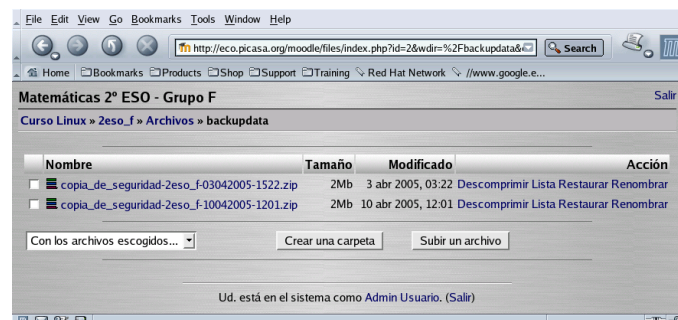 File Edit View Go Bookmarks Tools Window Help
http://eco.picasa.org/moodle/files/index.php?id=2&wdir=%2Fbackupdata& Search
Home Bookmarks Products Shop Support Training Red Hat Network //www.google.e...
Matemáticas 2º ESO - Grupo F Salir
Curso Linux » 2eso_f » Archivos » backupdata
Nombre Tamaño Modificado Acción
copia_de_seguridad-2eso_f-03042005-1522.zip 2Mb 3 abr 2005, 03:22 Descomprimir Lista Restaurar Renombrar
copia_de_seguridad-2eso_f-10042005-1201.zip 2Mb 10 abr 2005, 12:01 Descomprimir Lista Restaurar Renombrar
Con los archivos escogidos... Crear una carpeta Subir un archivo
Ud. está en el sistema como Admin Usuario. (Salir)